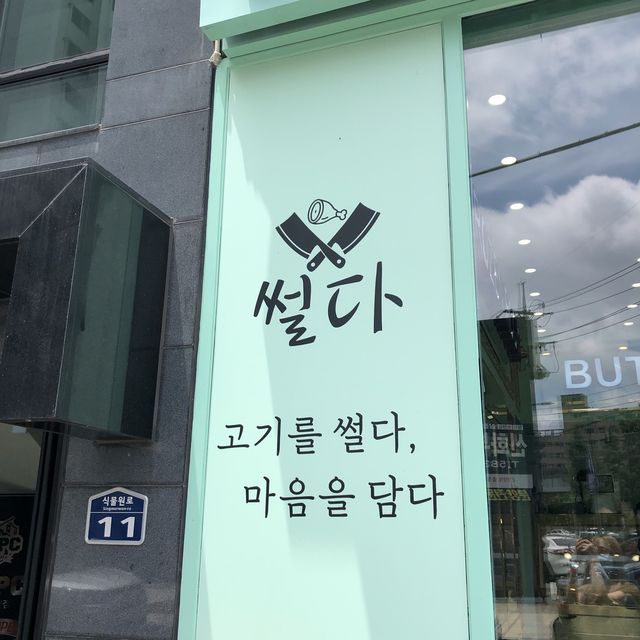 썰다
고기를 썰다,
마음을 담다
식물원로
Singmurwon-ro
11
BUT